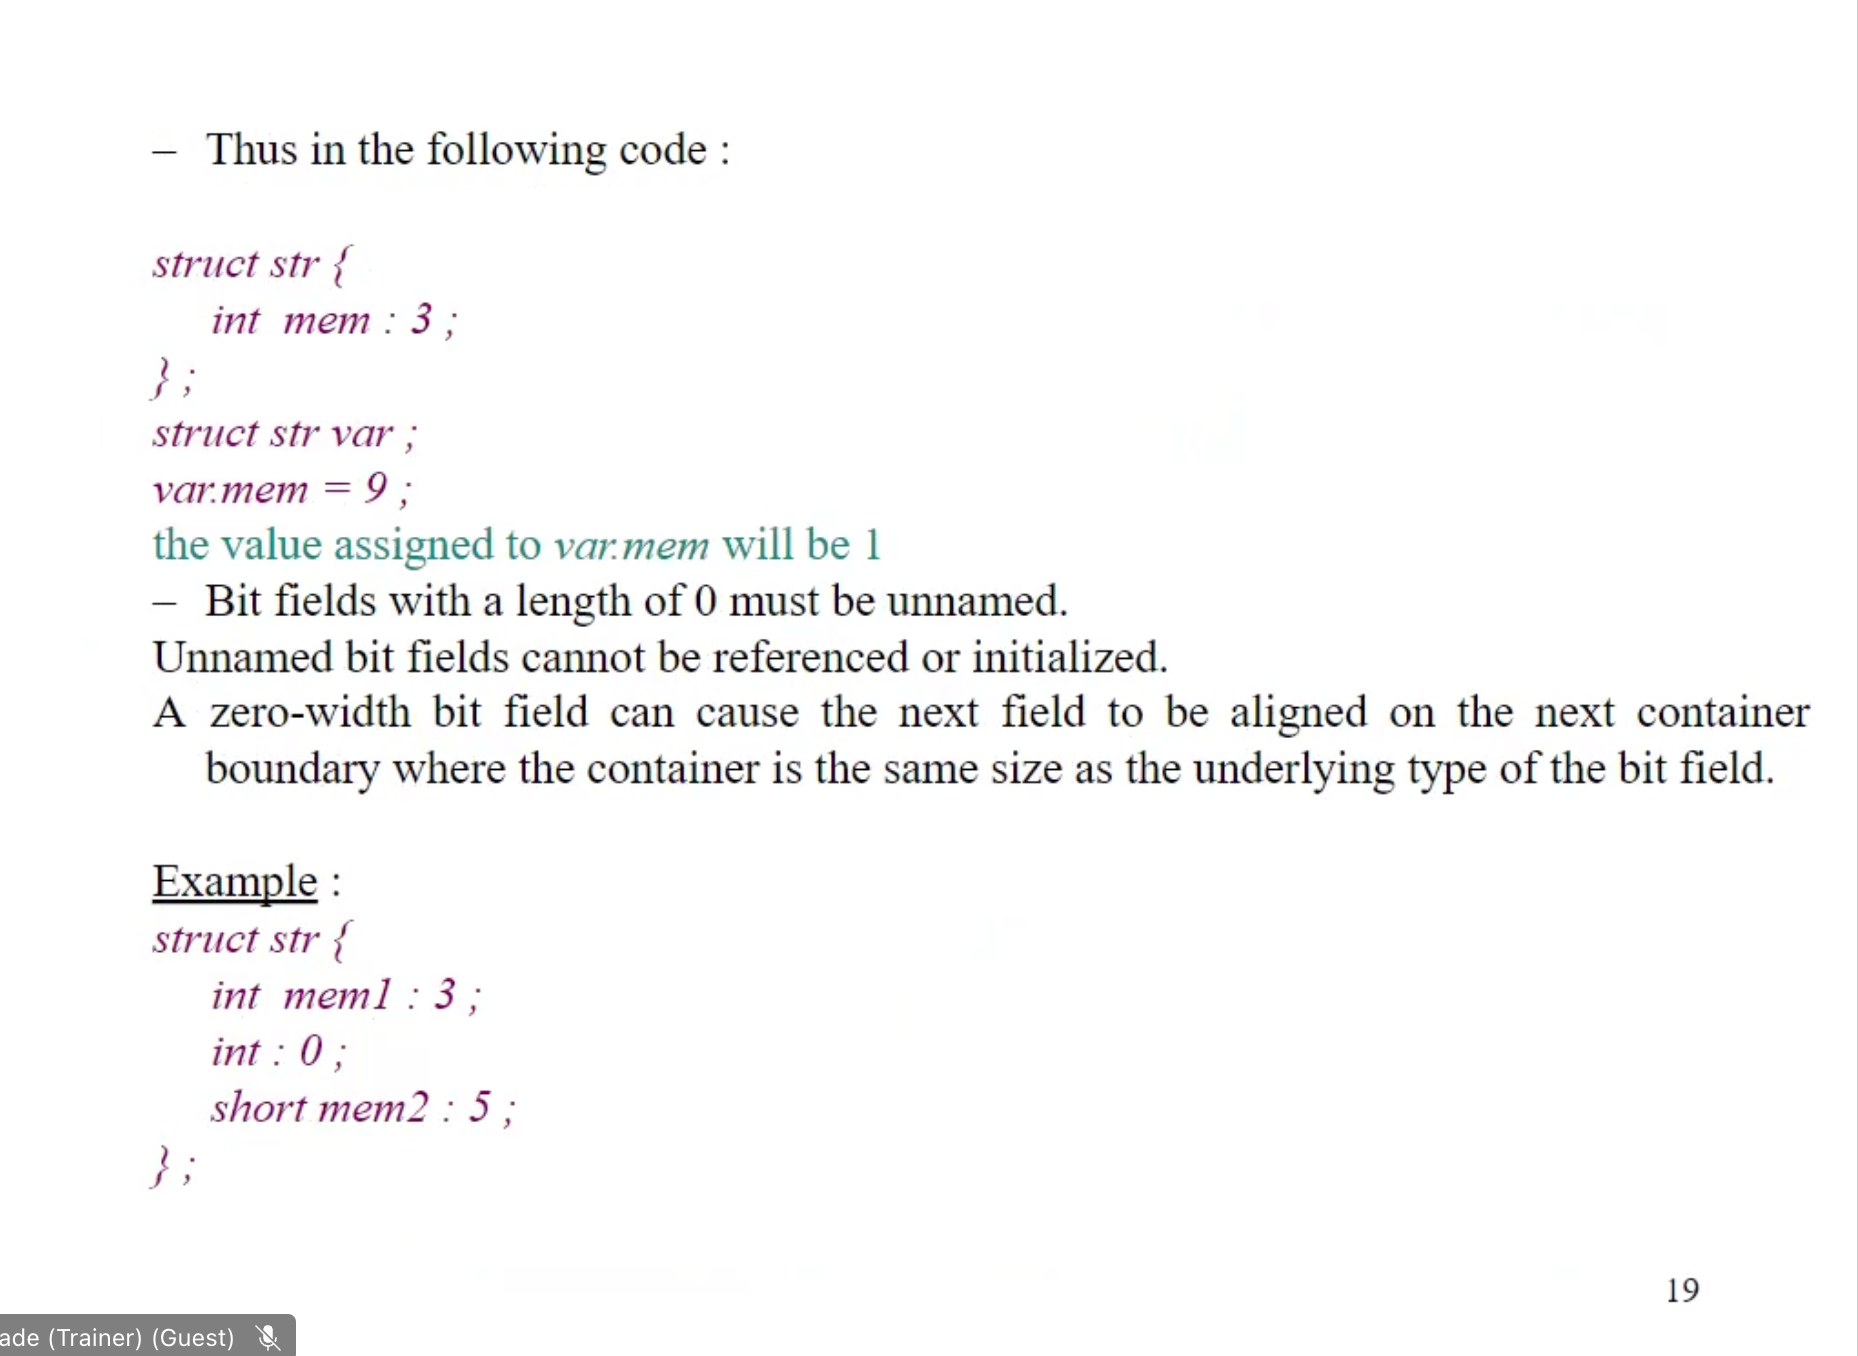 – Thus in the following code :
struct str {
int mem : 3 ;
} ;
struct str var ;
var.mem = 9 ;
the value assigned to var.mem will be 1
– Bit fields with a length of 0 must be unnamed.
Unnamed bit fields cannot be referenced or initialized.
A zero-width bit field can cause the next field to be aligned on the next container
boundary where the container is the same size as the underlying type of the bit field.
Example :
struct str {
int mem1 : 3 ;
int : 0 ;
short mem2 : 5 ;
} ;
19
ade (Trainer) (Guest)